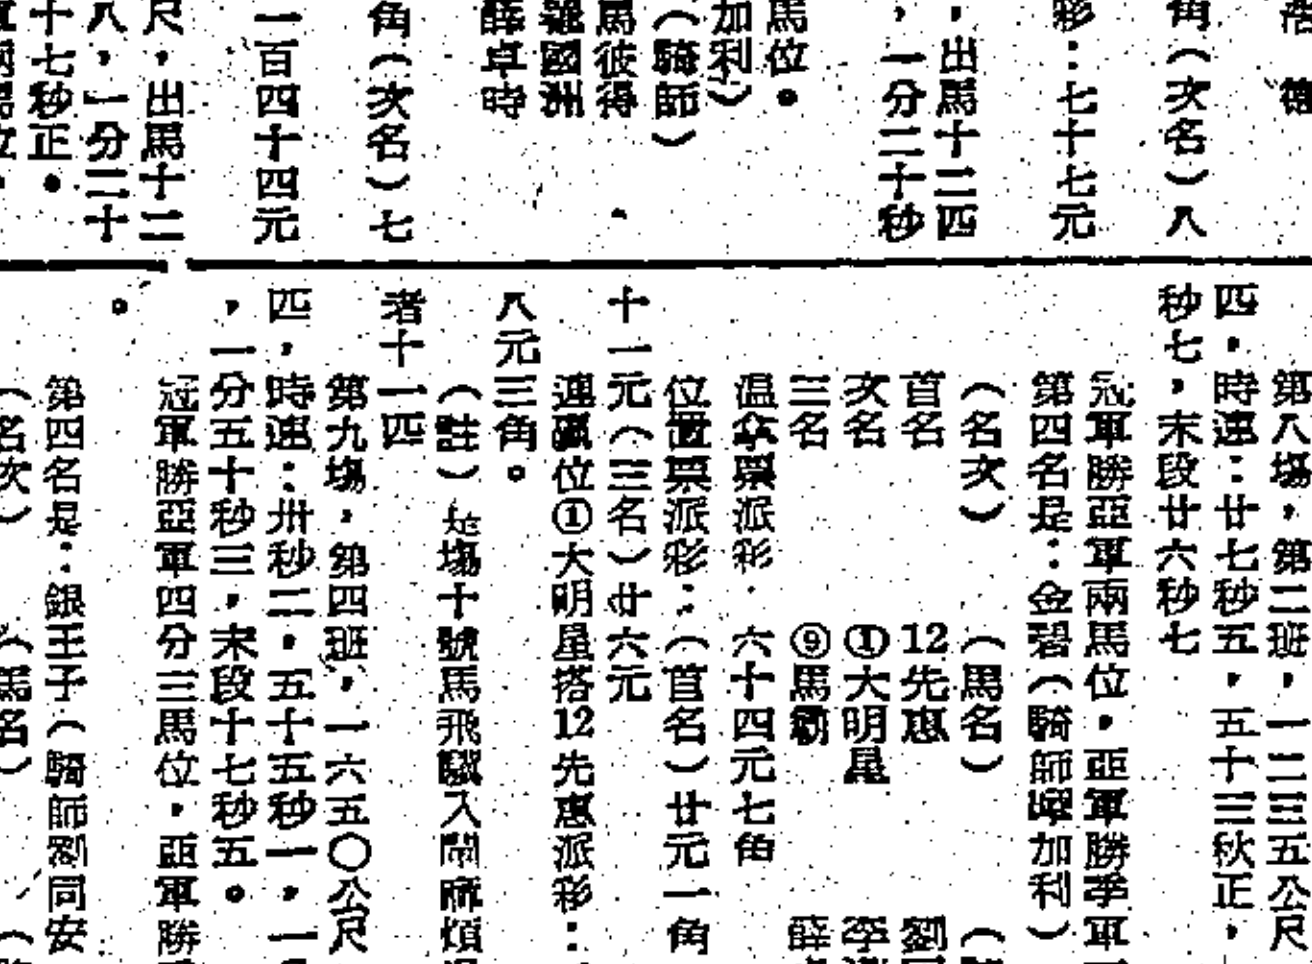 浩　德
角（次名）八
彩：七十七元
，出馬十二四
，一分二十秒
馬位。
加利）
（騎師）
馬彼得
國洲
薛卓時
角（次名）七
一百四十四元
尺，出馬十二
八，一分二十
十七秒正。
第八場，第二班，一二三五公尺
四，時速：廿七秒五，五十三秋正，
秒七，末段廿六秒七
冠軍勝亞軍兩馬位，亞軍勝季軍
第四名是：金碧（騎師　加利）
（名次）　（馬名）　（
首名　12先惠　劉
次名　①大明星　李
三名　⑨馬霸　薛
温拿票派彩．六十四元七角
位置票派彩：（首名）廿元一角
十一元（三名）廿六元
連贏位①大明星搭12先惠派彩：
八元三角。
（註）是場十號馬飛驟入閘麻煩
者十一匹
第九場，第四班，一六五〇公尺
匹，時速：卅秒二，五十五秒一，一
，一分五十秒三，末段十七秒五。
冠軍勝亞軍四分三馬位，亞軍勝
。
第四名是：銀王子（騎師劉同安
（名次）　（馬名）　（